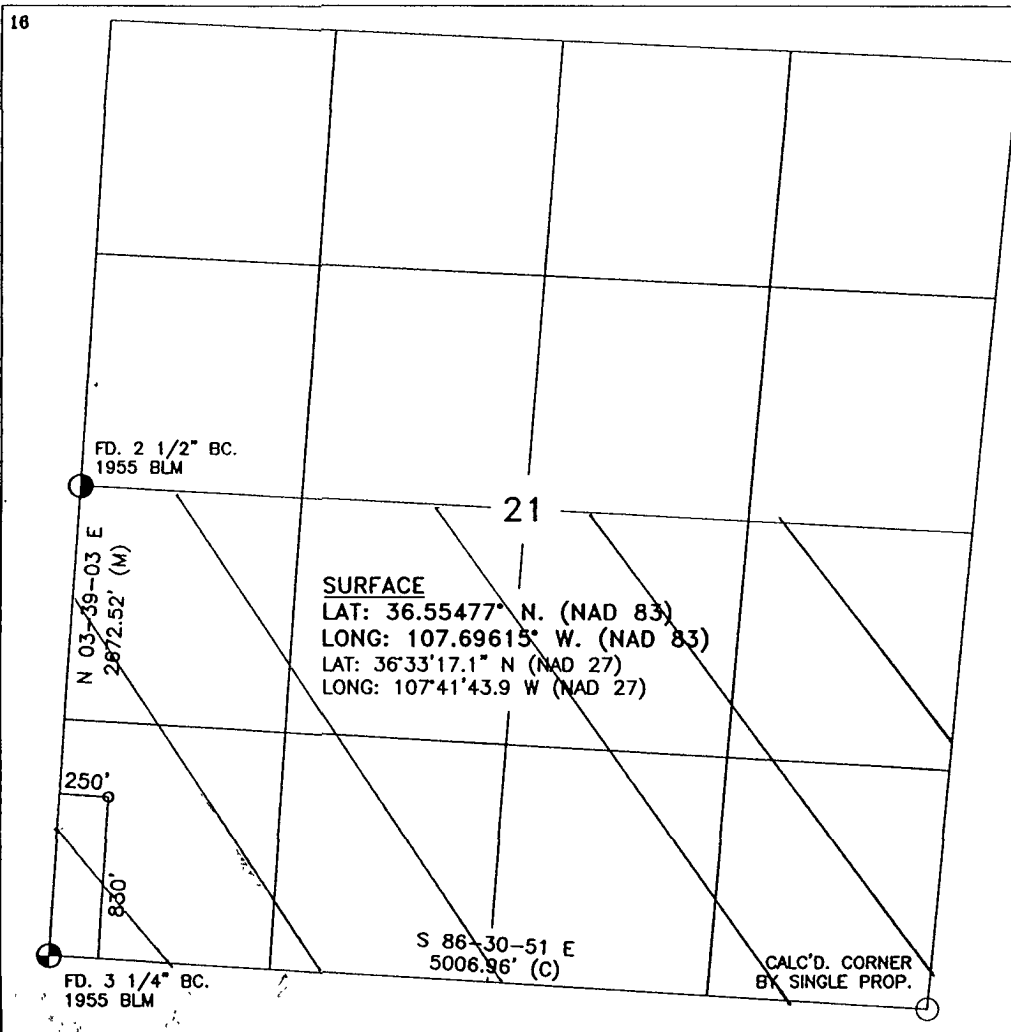 16
FD. 2 1/2" BC.
1955 BLM
21
N 03-39-03 E
2672.52' (M)
SURFACE
LAT: 36.55477° N. (NAD 83)
LONG: 107.69615° W. (NAD 83)
LAT: 36°33'17.1" N (NAD 27)
LONG: 107°41'43.9 W (NAD 27)
250'
830'
S 86-30-51 E
5006.96' (C)
CALC'D. CORNER
BY SINGLE PROP.
FD. 3 1/4" BC.
1955 BLM